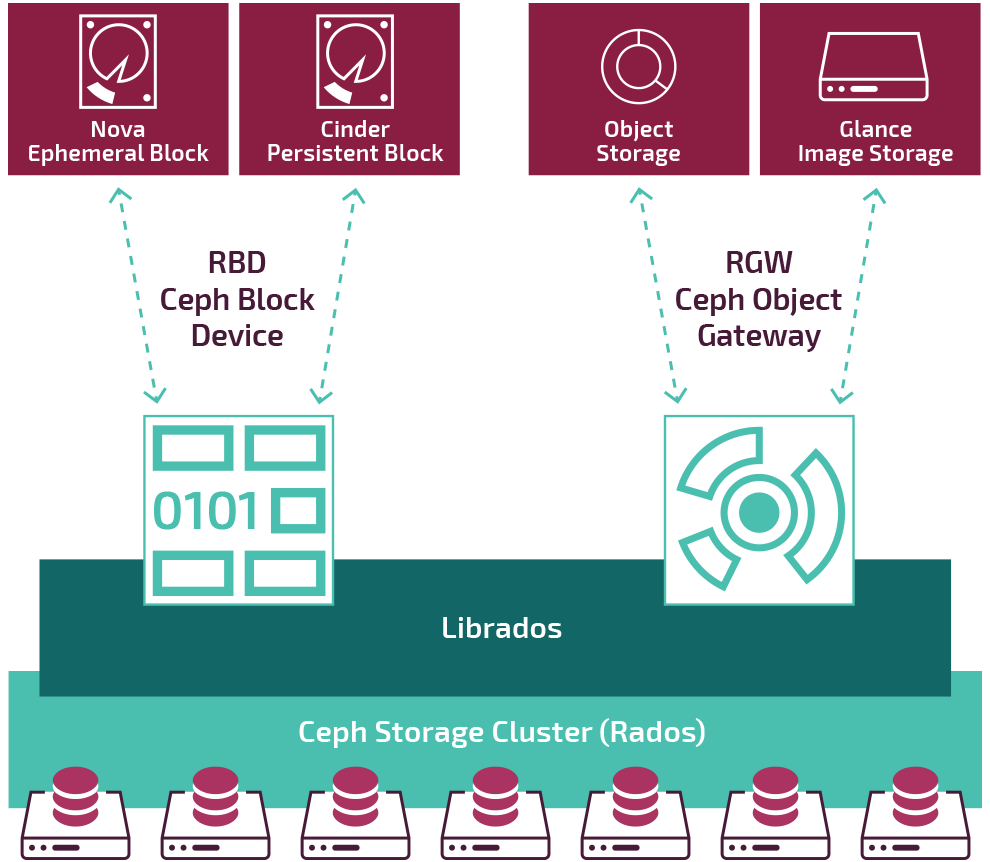 Nova
Ephemeral Block
Cinder
Persistent Block
Object
Storage
Glance
Image Storage
RBD
Ceph Block
Device
RGW
Ceph Object
Gateway
0101
Librados
Ceph Storage Cluster (Rados)